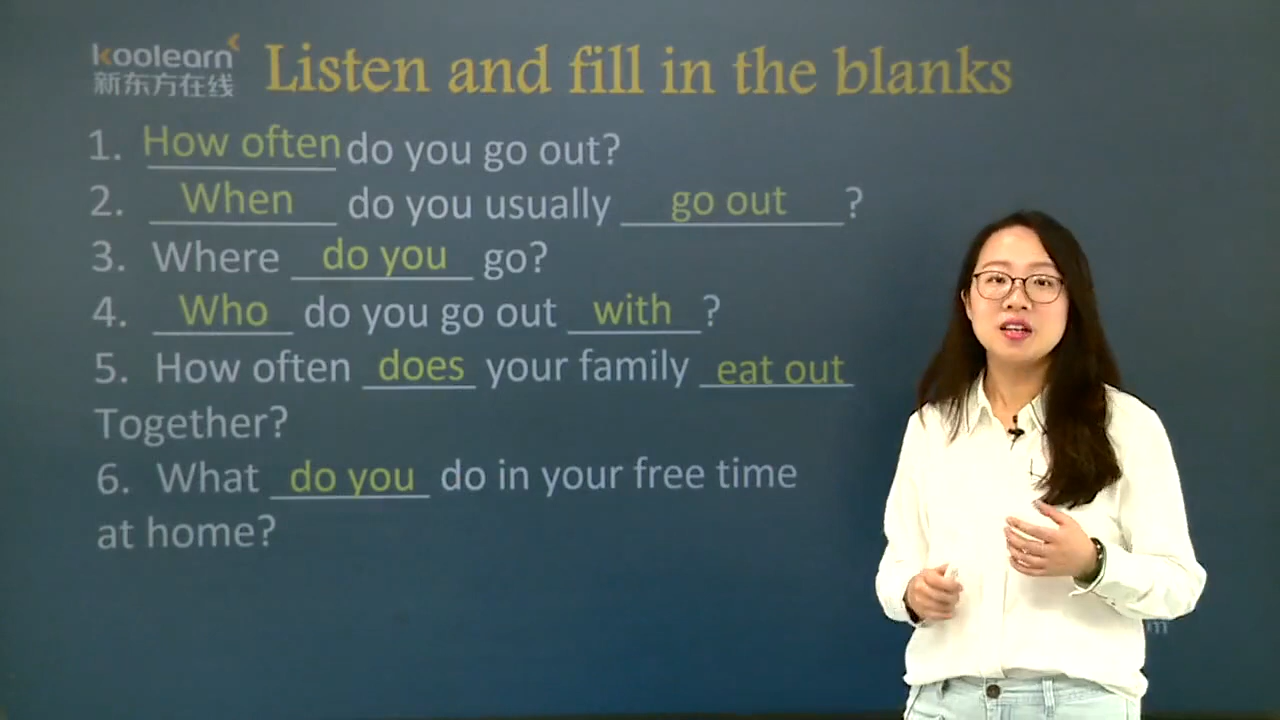 koolearn
新东方在线
Listen and fill in the blanks
1. How often do you go out?
2. When do you usually go out ?
3. Where do you go?
4. Who do you go out with ?
5. How often does your family eat out
Together?
6. What do you do in your free time
at home?